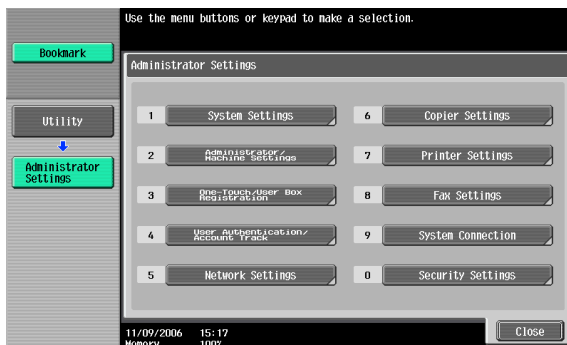 Use the menu buttons or keypad to make a selection.
Bookmark
Administrator Settings
Utility
Administrator
Settings
1 System Settings
2 Administrator/
Machine Settings
3 One-Touch/User Box
Registration
4 User Authentication/
Account Track
5 Network Settings
6 Copier Settings
7 Printer Settings
8 Fax Settings
9 System Connection
0 Security Settings
11/09/2006 15:17
Memory 100%
Close